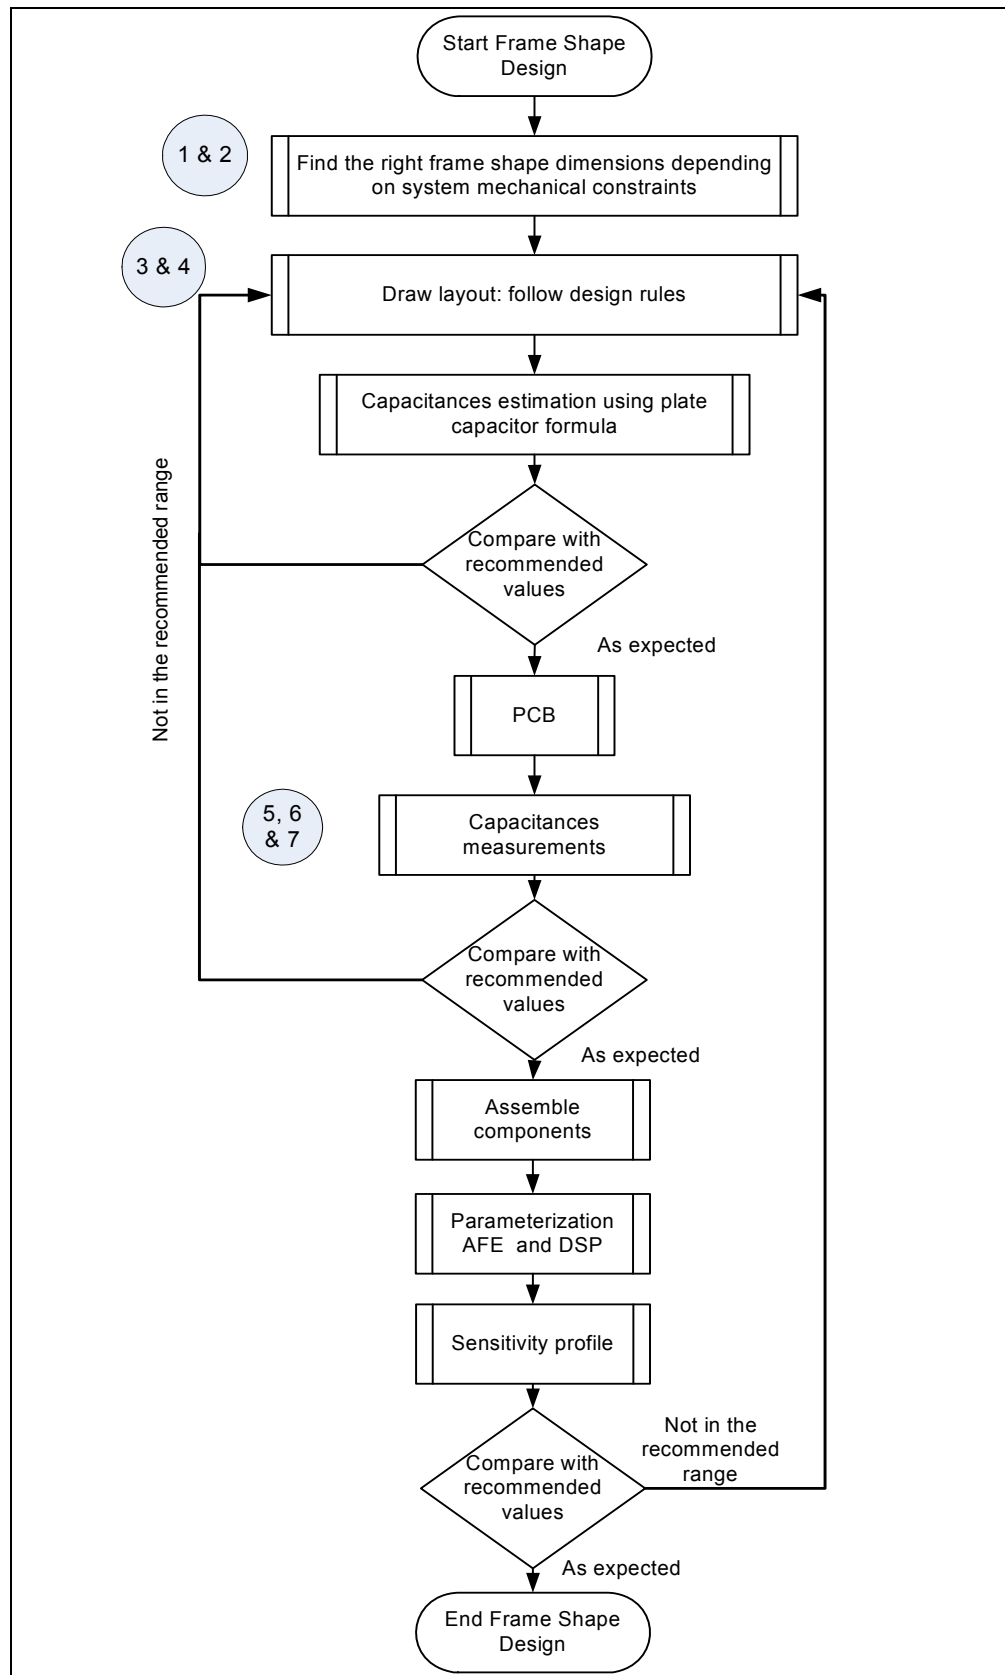 Start Frame Shape
Design
1 & 2
Find the right frame shape dimensions depending
on system mechanical constraints
3 & 4
Draw layout: follow design rules
Capacitances estimation using plate
capacitor formula
Not in the recommended range
Compare with
recommended
values
As expected
PCB
5, 6
& 7
Capacitances
measurements
Compare with
recommended
values
As expected
Assemble
components
Parameterization
AFE and DSP
Sensitivity profile
Not in the
recommended
range
Compare with
recommended
values
As expected
End Frame Shape
Design